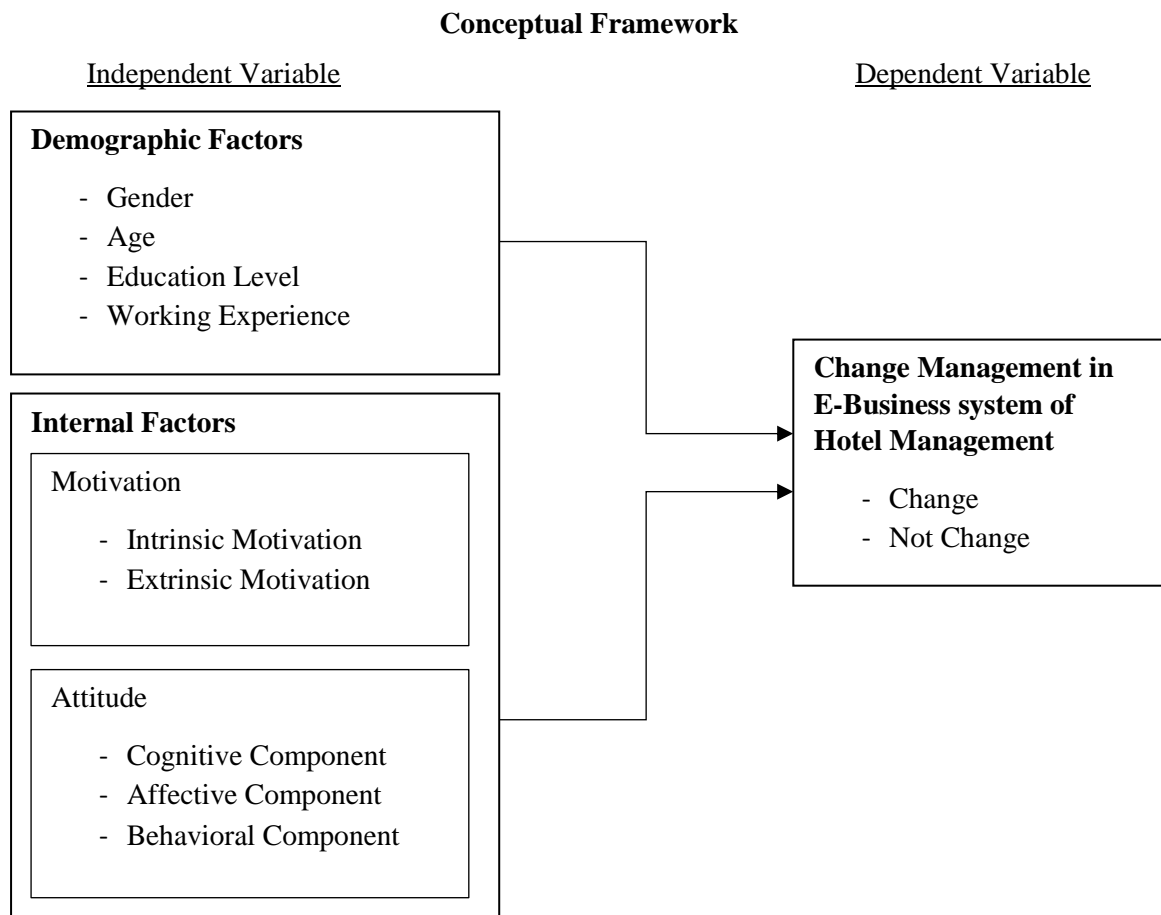 Conceptual Framework
Independent Variable
Dependent Variable
Demographic Factors
- Gender
- Age
- Education Level
- Working Experience
Internal Factors
Motivation
- Intrinsic Motivation
- Extrinsic Motivation
Attitude
- Cognitive Component
- Affective Component
- Behavioral Component
Change Management in
E-Business system of
Hotel Management
- Change
- Not Change